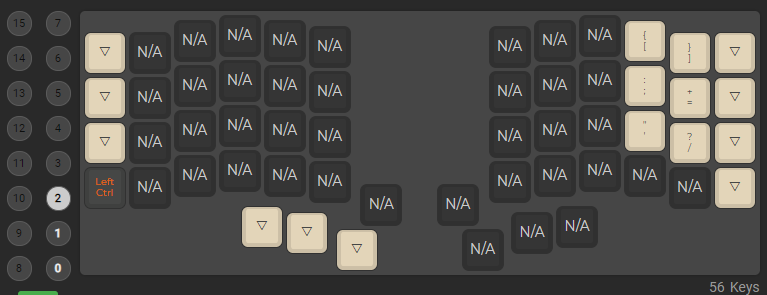 15 7
14 6
13 5
12 4
11 3
10 2
9 1
8 0
▽ N/A N/A N/A N/A N/A N/A N/A N/A { } ▽
[ ]
▽ N/A N/A N/A N/A N/A N/A N/A N/A : + ▽
; =
▽ N/A N/A N/A N/A N/A N/A N/A N/A " ? ▽
' /
Left
Ctrl
N/A N/A N/A N/A N/A N/A N/A N/A N/A N/A ▽
N/A N/A
▽ ▽ ▽ N/A N/A N/A
56 Keys